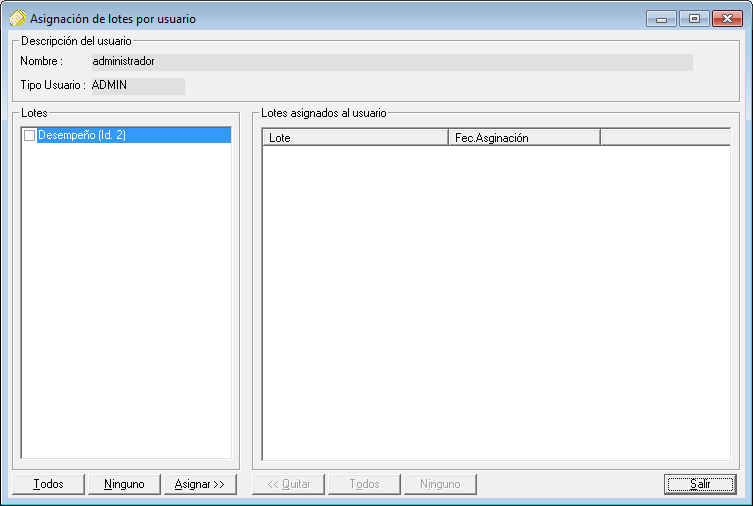 Asignación de lotes por usuario
Descripción del usuario
Nombre : administrador
Tipo Usuario : ADMIN
Lotes
Desempeño (Id. 2)
Lotes asignados al usuario
Lote Fec.Asginación
Todos Ninguno Asignar >> << Quitar Todos Ninguno Salir